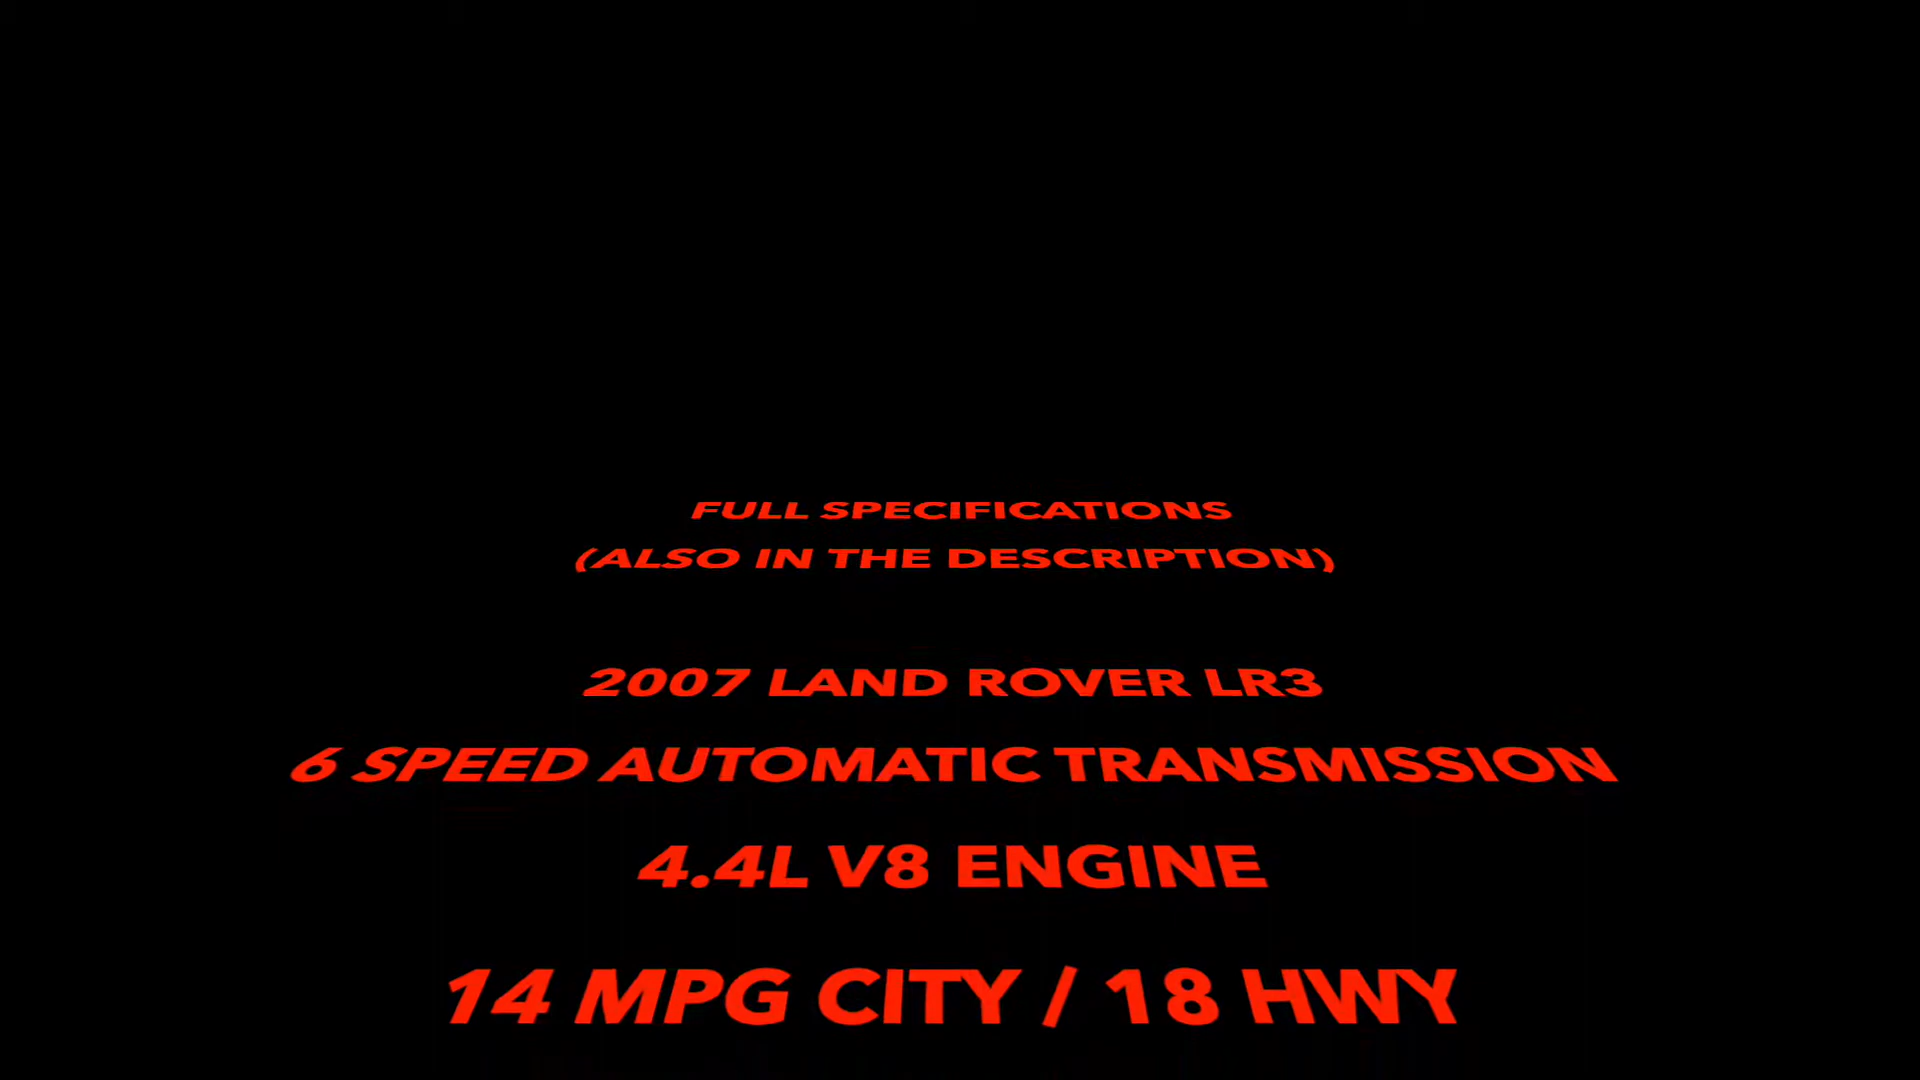 FULL SPECIFICATIONS
(ALSO IN THE DESCRIPTION)
2007 LAND ROVER LR3
6 SPEED AUTOMATIC TRANSMISSION
4.4L V8 ENGINE
14 MPG CITY / 18 HWY